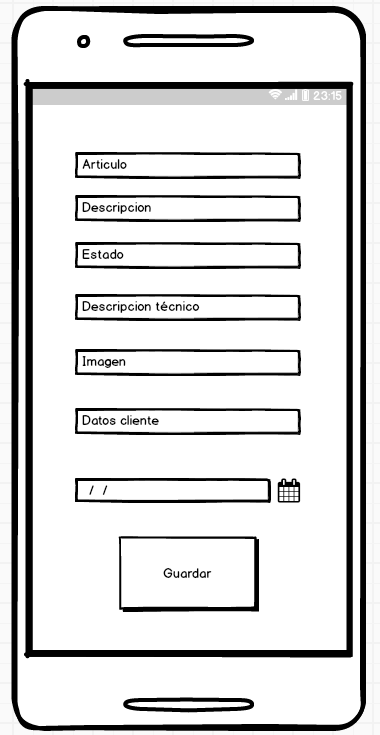 23:15
Articulo
Descripcion
Estado
Descripcion técnico
Imagen
Datos cliente
/ /
Guardar